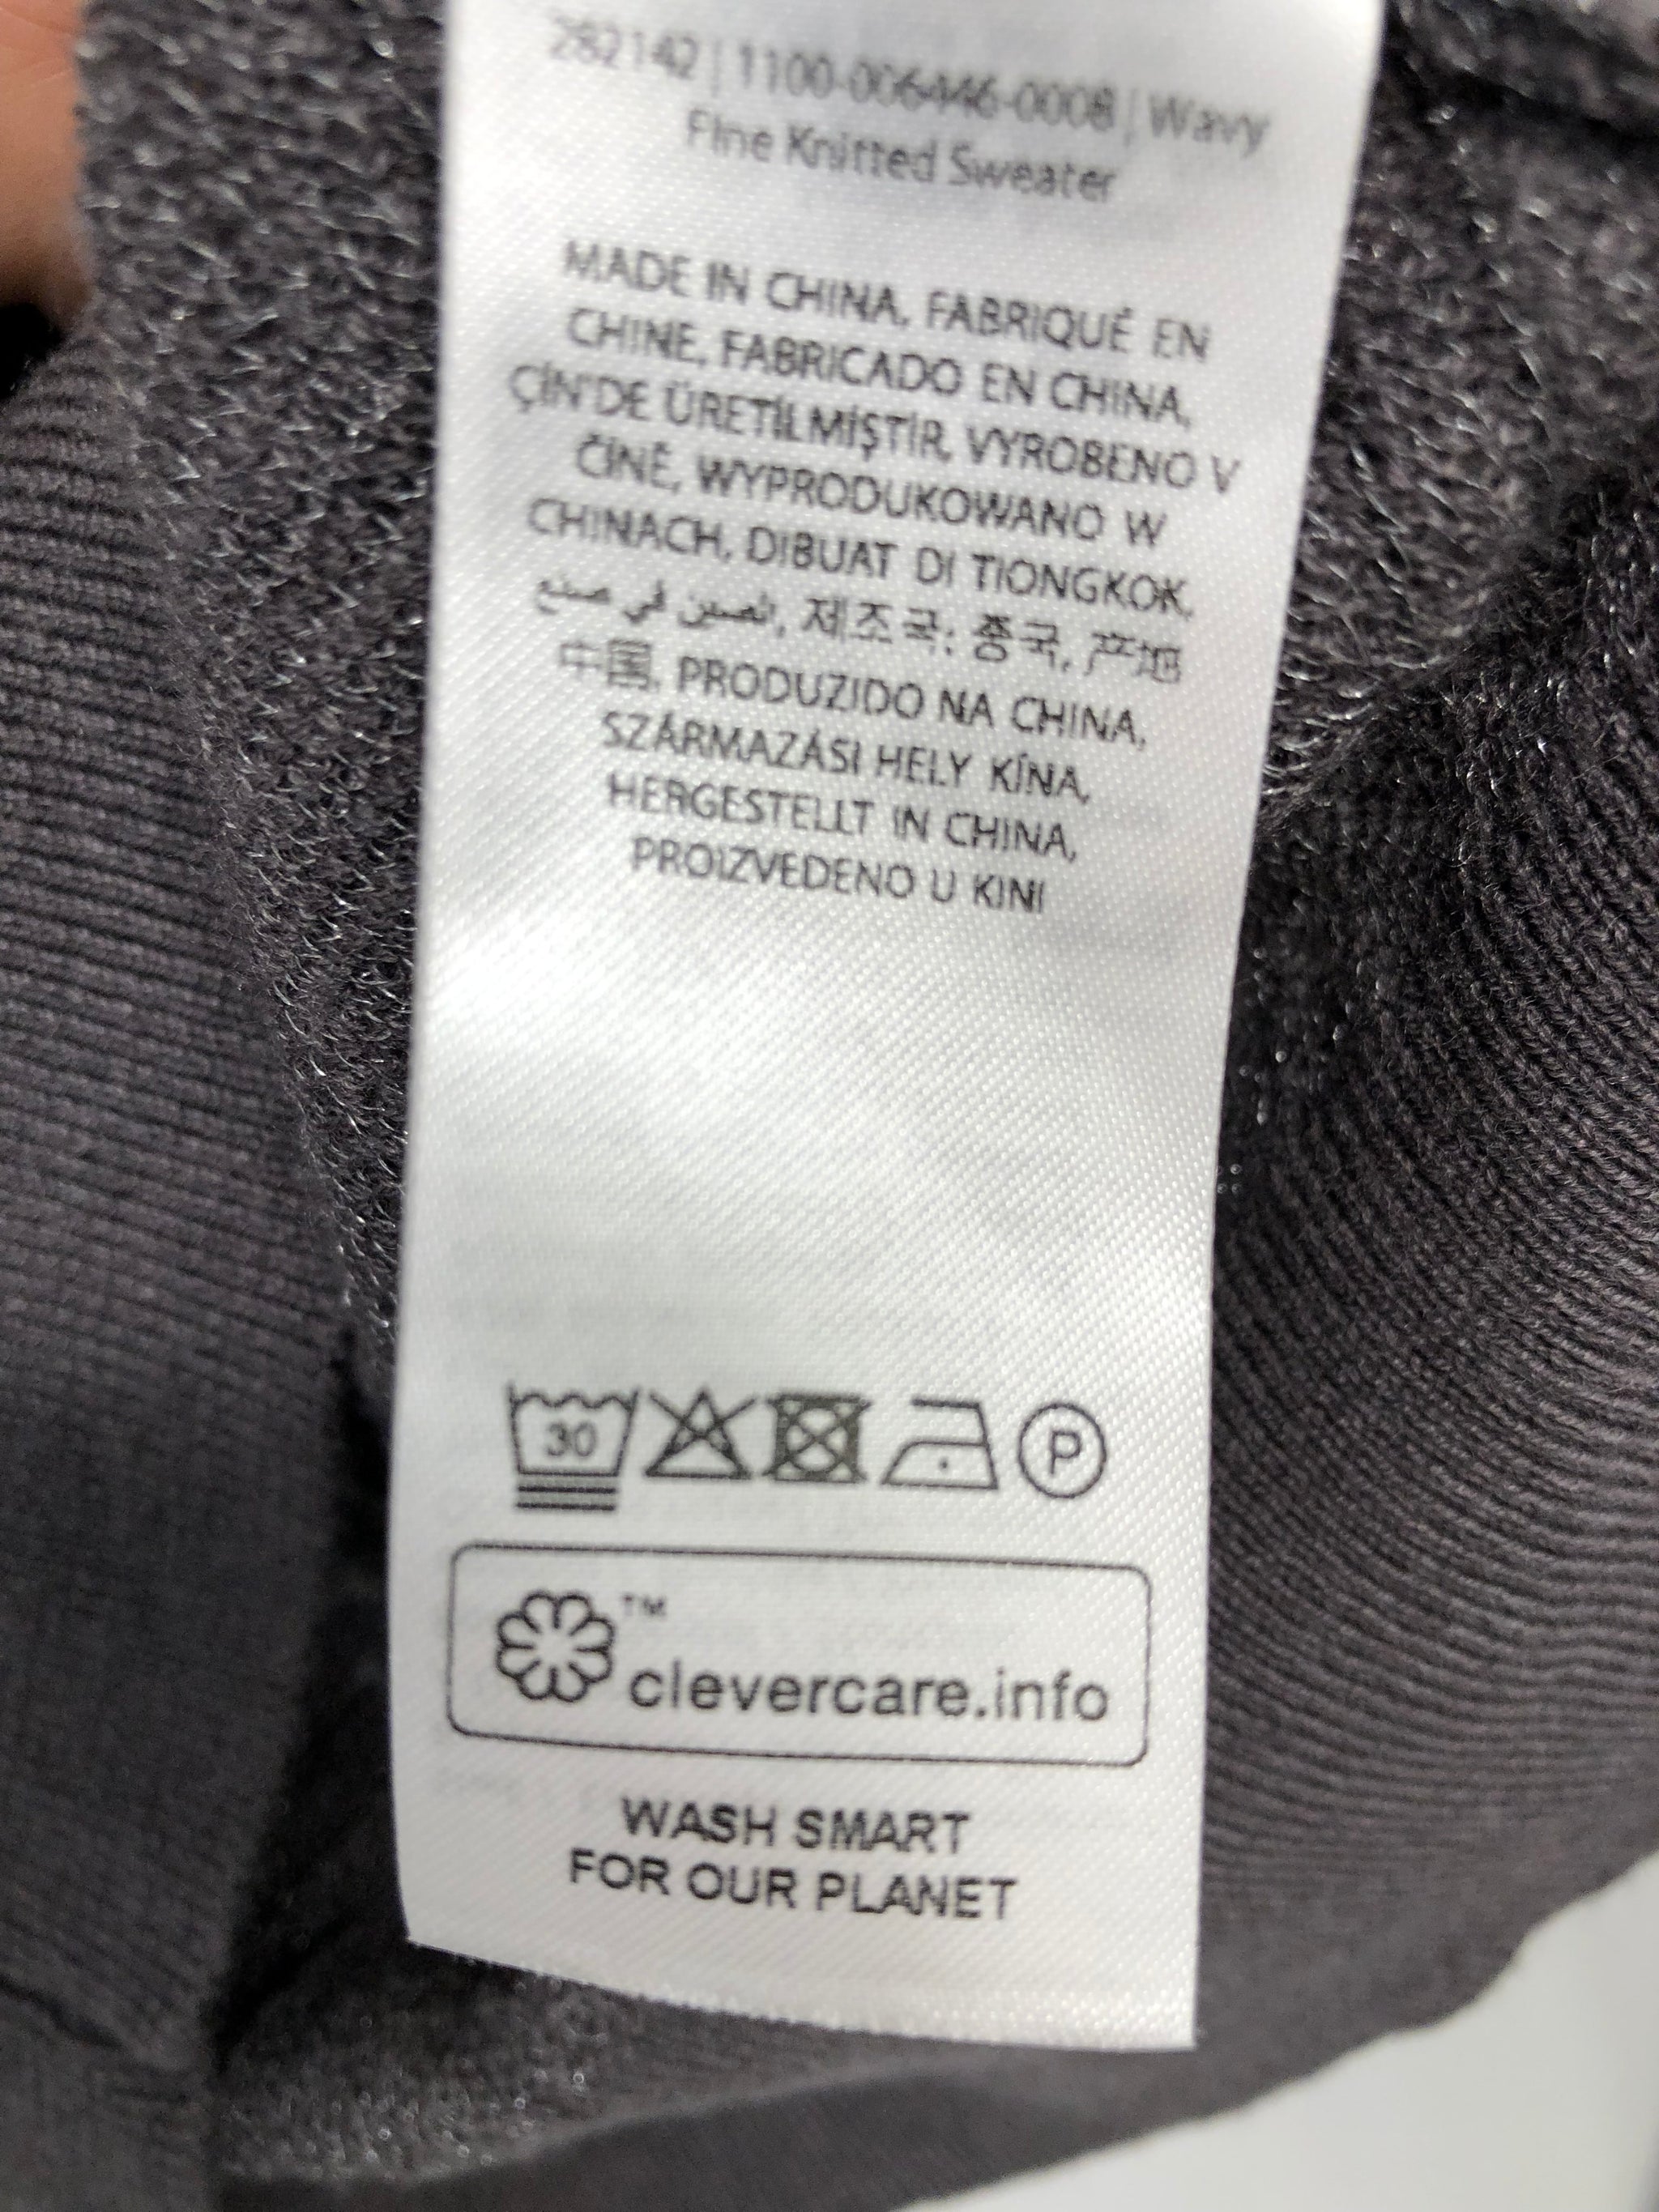 282142 | 1100-006446-0008 | Wavy
Fine Knitted Sweater
MADE IN CHINA, FABRIQUÉ EN
CHINE, FABRICADO EN CHINA,
ÇİN'DE ÜRETİLMİŞTİR, VYROBENO V
ČÍNĚ, WYPRODUKOWANO W
CHINACH, DIBUAT DI TIONGKOK,
الصين في صنع, 제조국: 중국, 产地
中国, PRODUZIDO NA CHINA,
SZÁRMAZÁSI HELY KÍNA,
HERGESTELLT IN CHINA,
PROIZVEDENO U KINI
30 P
™
clevercare.info
WASH SMART
FOR OUR PLANET